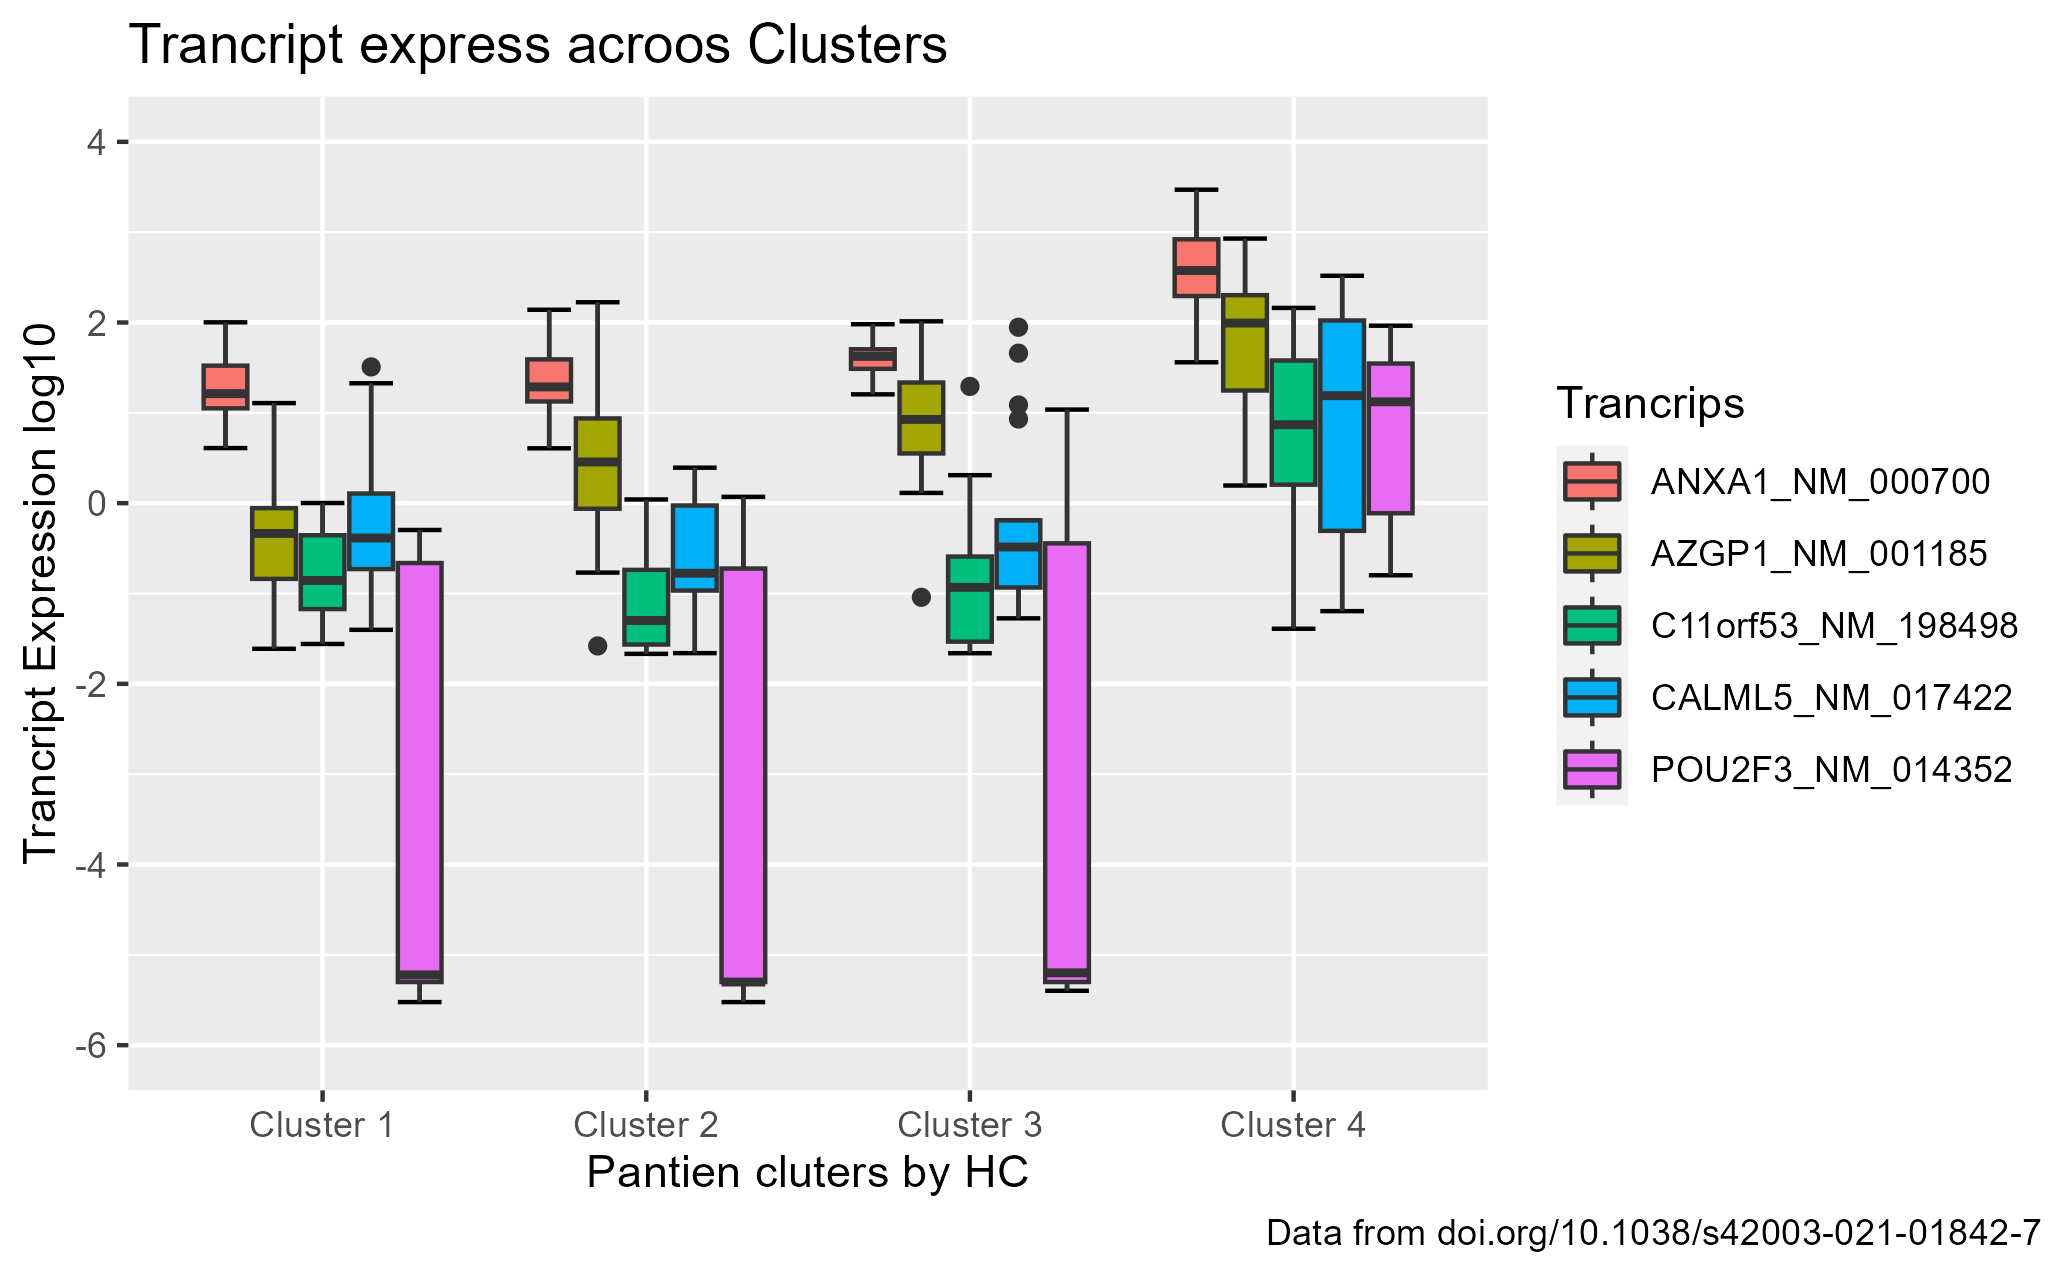 Trancript express acroos Clusters
Trancript Expression log10
4
2
0
-2
-4
-6
Cluster 1
Cluster 2
Cluster 3
Cluster 4
Pantien cluters by HC
Trancrips
ANXA1_NM_000700
AZGP1_NM_001185
C11orf53_NM_198498
CALML5_NM_017422
POU2F3_NM_014352
Data from doi.org/10.1038/s42003-021-01842-7